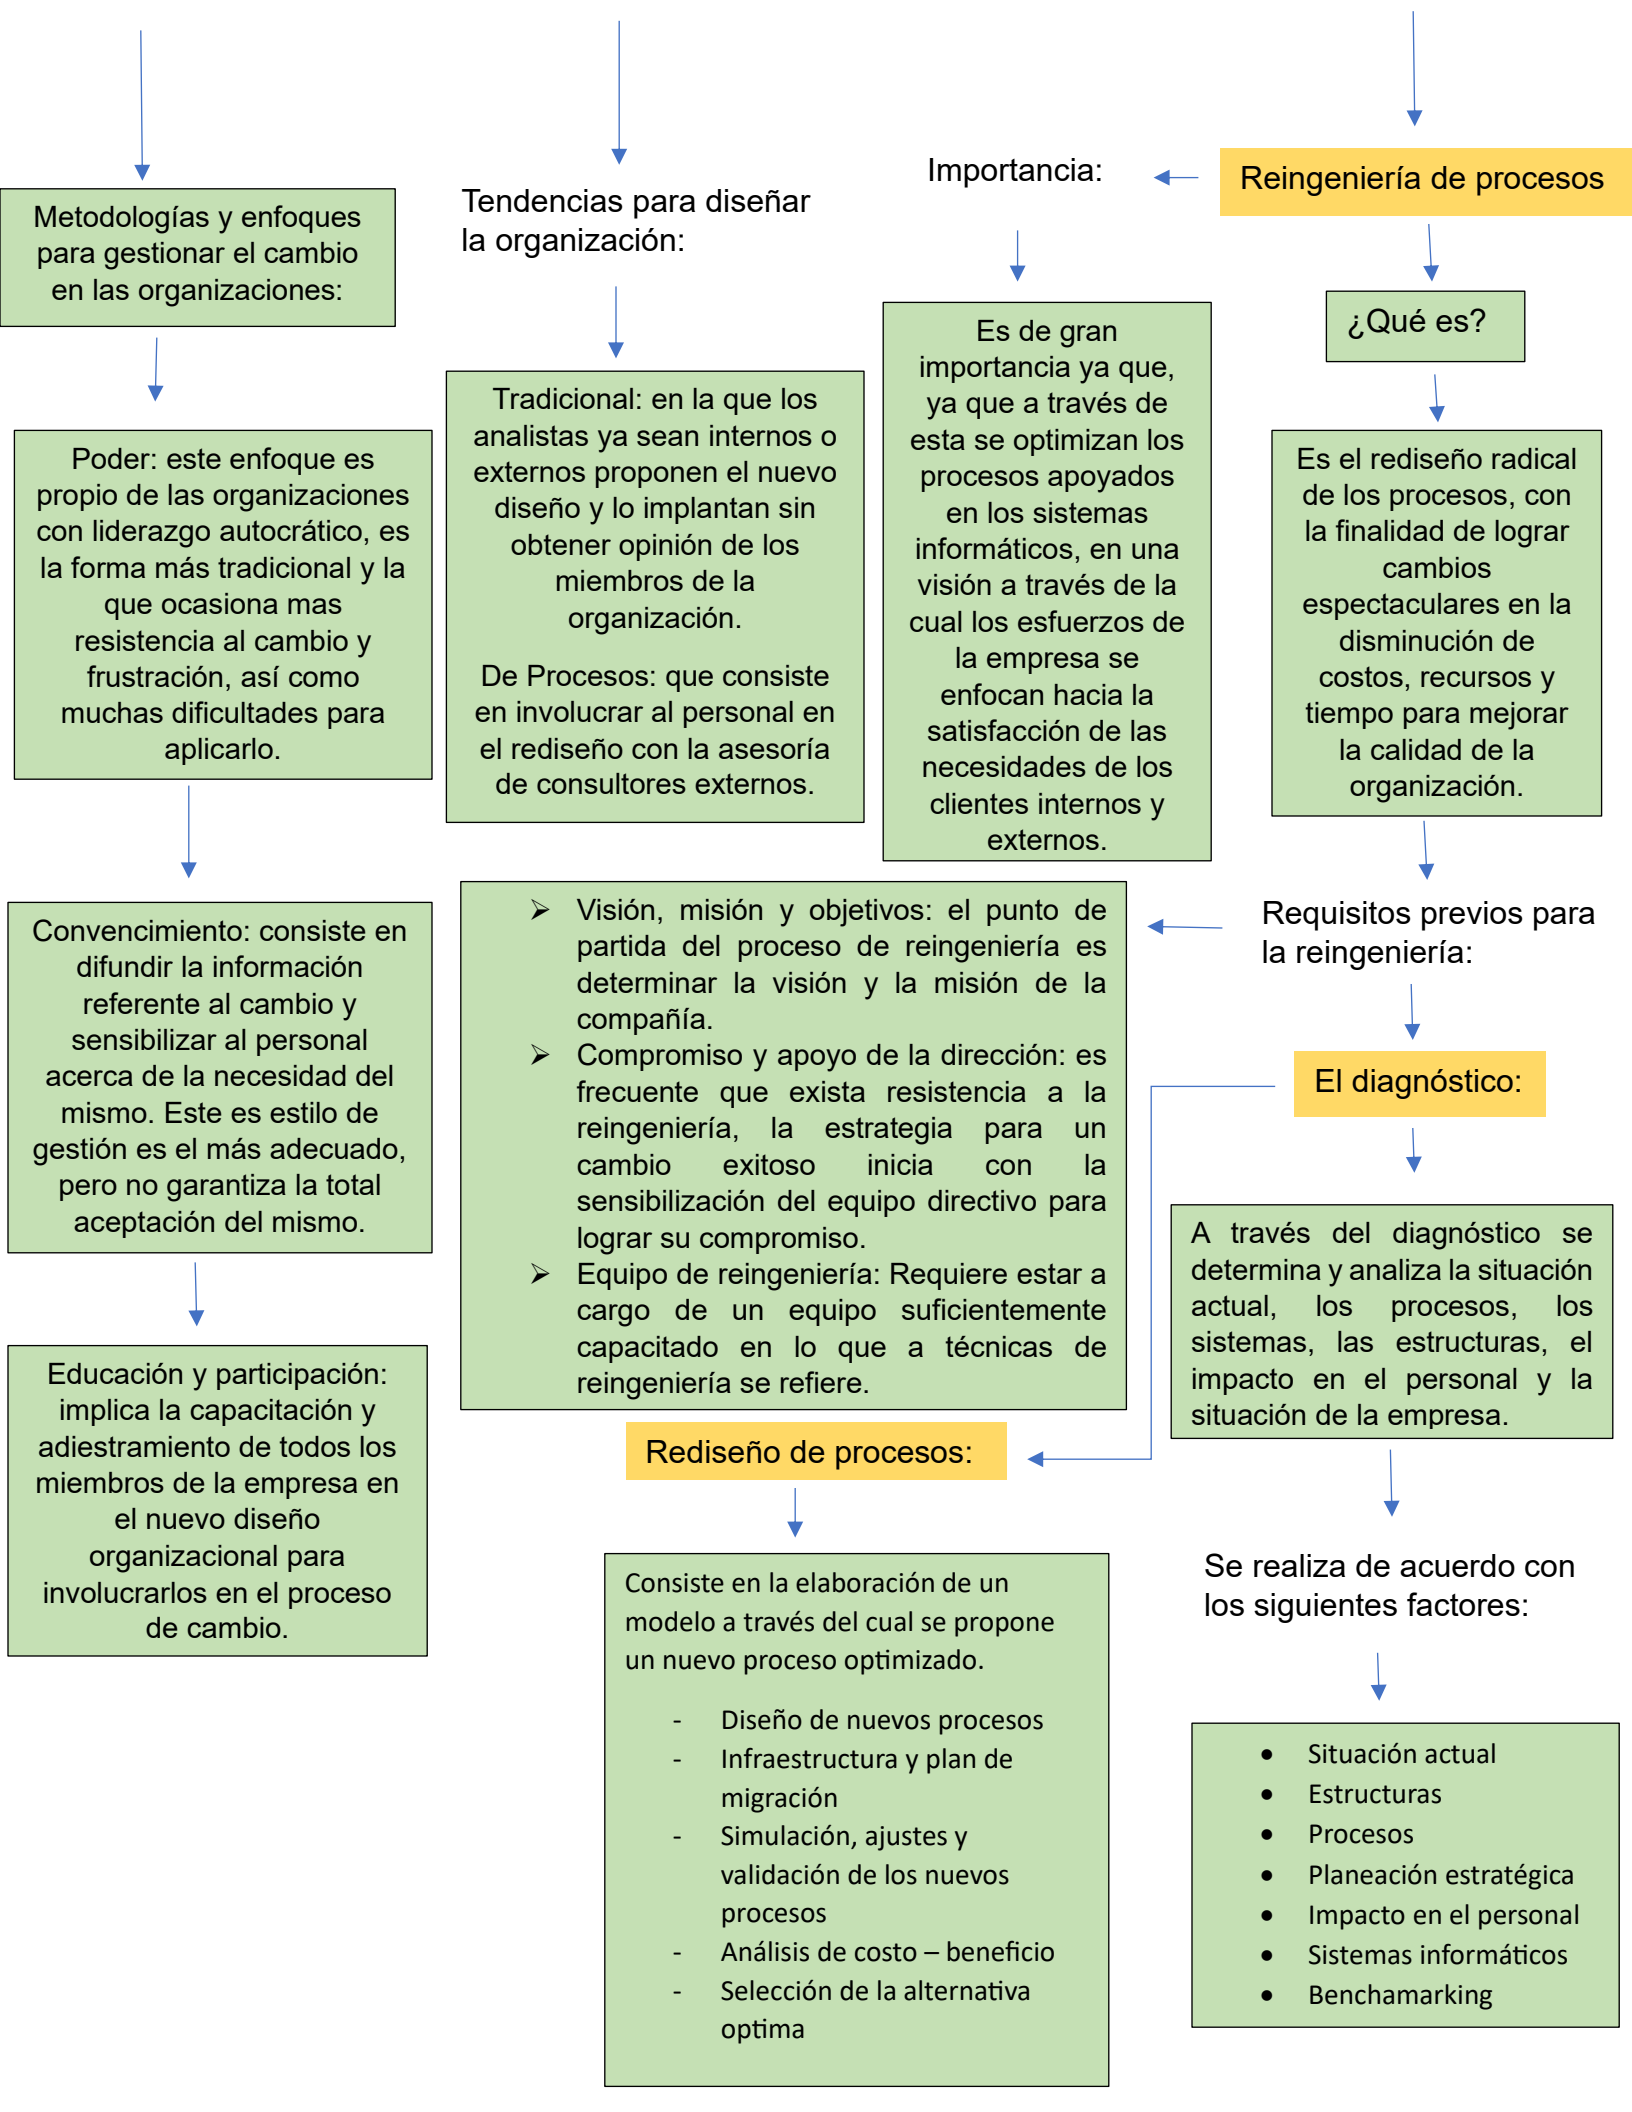 Metodologías y enfoques
para gestionar el cambio
en las organizaciones:
Poder: este enfoque es
propio de las organizaciones
con liderazgo autocrático, es
la forma más tradicional y la
que ocasiona mas
resistencia al cambio y
frustración, así como
muchas dificultades para
aplicarlo.
Convencimiento: consiste en
difundir la información
referente al cambio y
sensibilizar al personal
acerca de la necesidad del
mismo. Este es estilo de
gestión es el más adecuado,
pero no garantiza la total
aceptación del mismo.
Educación y participación:
implica la capacitación y
adiestramiento de todos los
miembros de la empresa en
el nuevo diseño
organizacional para
involucrarlos en el proceso
de cambio.
Tendencias para diseñar
la organización:
Tradicional: en la que los
analistas ya sean internos o
externos proponen el nuevo
diseño y lo implantan sin
obtener opinión de los
miembros de la
organización.
De Procesos: que consiste
en involucrar al personal en
el rediseño con la asesoría
de consultores externos.
Reingeniería de procesos
Importancia:
Es de gran
importancia ya que,
ya que a través de
esta se optimizan los
procesos apoyados
en los sistemas
informáticos, en una
visión a través de la
cual los esfuerzos de
la empresa se
enfocan hacia la
satisfacción de las
necesidades de los
clientes internos y
externos.
¿Qué es?
Es el rediseño radical
de los procesos, con
la finalidad de lograr
cambios
espectaculares en la
disminución de
costos, recursos y
tiempo para mejorar
la calidad de la
organización.
Requisitos previos para
la reingeniería:
➢ Visión, misión y objetivos: el punto de
partida del proceso de reingeniería es
determinar la visión y la misión de la
compañía.
➢ Compromiso y apoyo de la dirección: es
frecuente que exista resistencia a la
reingeniería, la estrategia para un
cambio exitoso inicia con la
sensibilización del equipo directivo para
lograr su compromiso.
➢ Equipo de reingeniería: Requiere estar a
cargo de un equipo suficientemente
capacitado en lo que a técnicas de
reingeniería se refiere.
El diagnóstico:
A través del diagnóstico se
determina y analiza la situación
actual, los procesos, los
sistemas, las estructuras, el
impacto en el personal y la
situación de la empresa.
Se realiza de acuerdo con
los siguientes factores:
• Situación actual
• Estructuras
• Procesos
• Planeación estratégica
• Impacto en el personal
• Sistemas informáticos
• Benchamarking
Rediseño de procesos:
Consiste en la elaboración de un
modelo a través del cual se propone
un nuevo proceso optimizado.
- Diseño de nuevos procesos
- Infraestructura y plan de
migración
- Simulación, ajustes y
validación de los nuevos
procesos
- Análisis de costo – beneficio
- Selección de la alternativa
optima